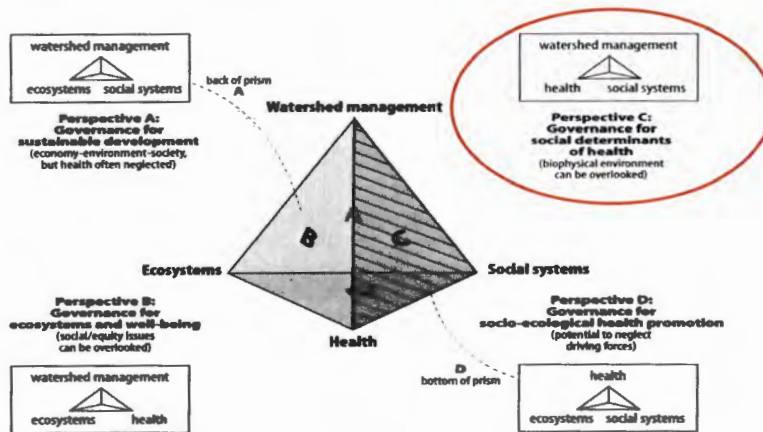 watershed management
ecosystems social systems
Perspective A:
Governance for
sustainable development
(economy-environment-society,
but health often neglected)
back of prism
A
Watershed management
watershed management
health social systems
Perspective C:
Governance for
social determinants
of health
(biophysical environment
can be overlooked)
A
B
C
Ecosystems
Social systems
Health
Perspective B:
Governance for
ecosystems and well-being
(social/equity issues
can be overlooked)
watershed management
ecosystems health
Perspective D:
Governance for
socio-ecological health promotion
(potential to neglect
driving forces)
D
bottom of prism
health
ecosystems social systems